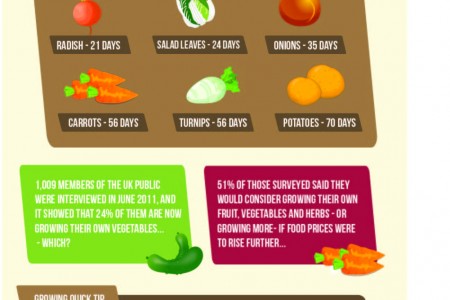 RADISH - 21 DAYS
SALAD LEAVES - 24 DAYS
ONIONS - 35 DAYS
CARROTS - 56 DAYS
TURNIPS - 56 DAYS
POTATOES - 70 DAYS
1,009 MEMBERS OF THE UK PUBLIC
WERE INTERVIEWED IN JUNE 2011, AND
IT SHOWED THAT 24% OF THEM ARE NOW
GROWING THEIR OWN VEGETABLES...
- WHICH?
51% OF THOSE SURVEYED SAID THEY
WOULD CONSIDER GROWING THEIR OWN
FRUIT, VEGETABLES AND HERBS - OR
GROWING MORE- IF FOOD PRICES WERE
TO RISE FURTHER...
GROWING QUICK TIP